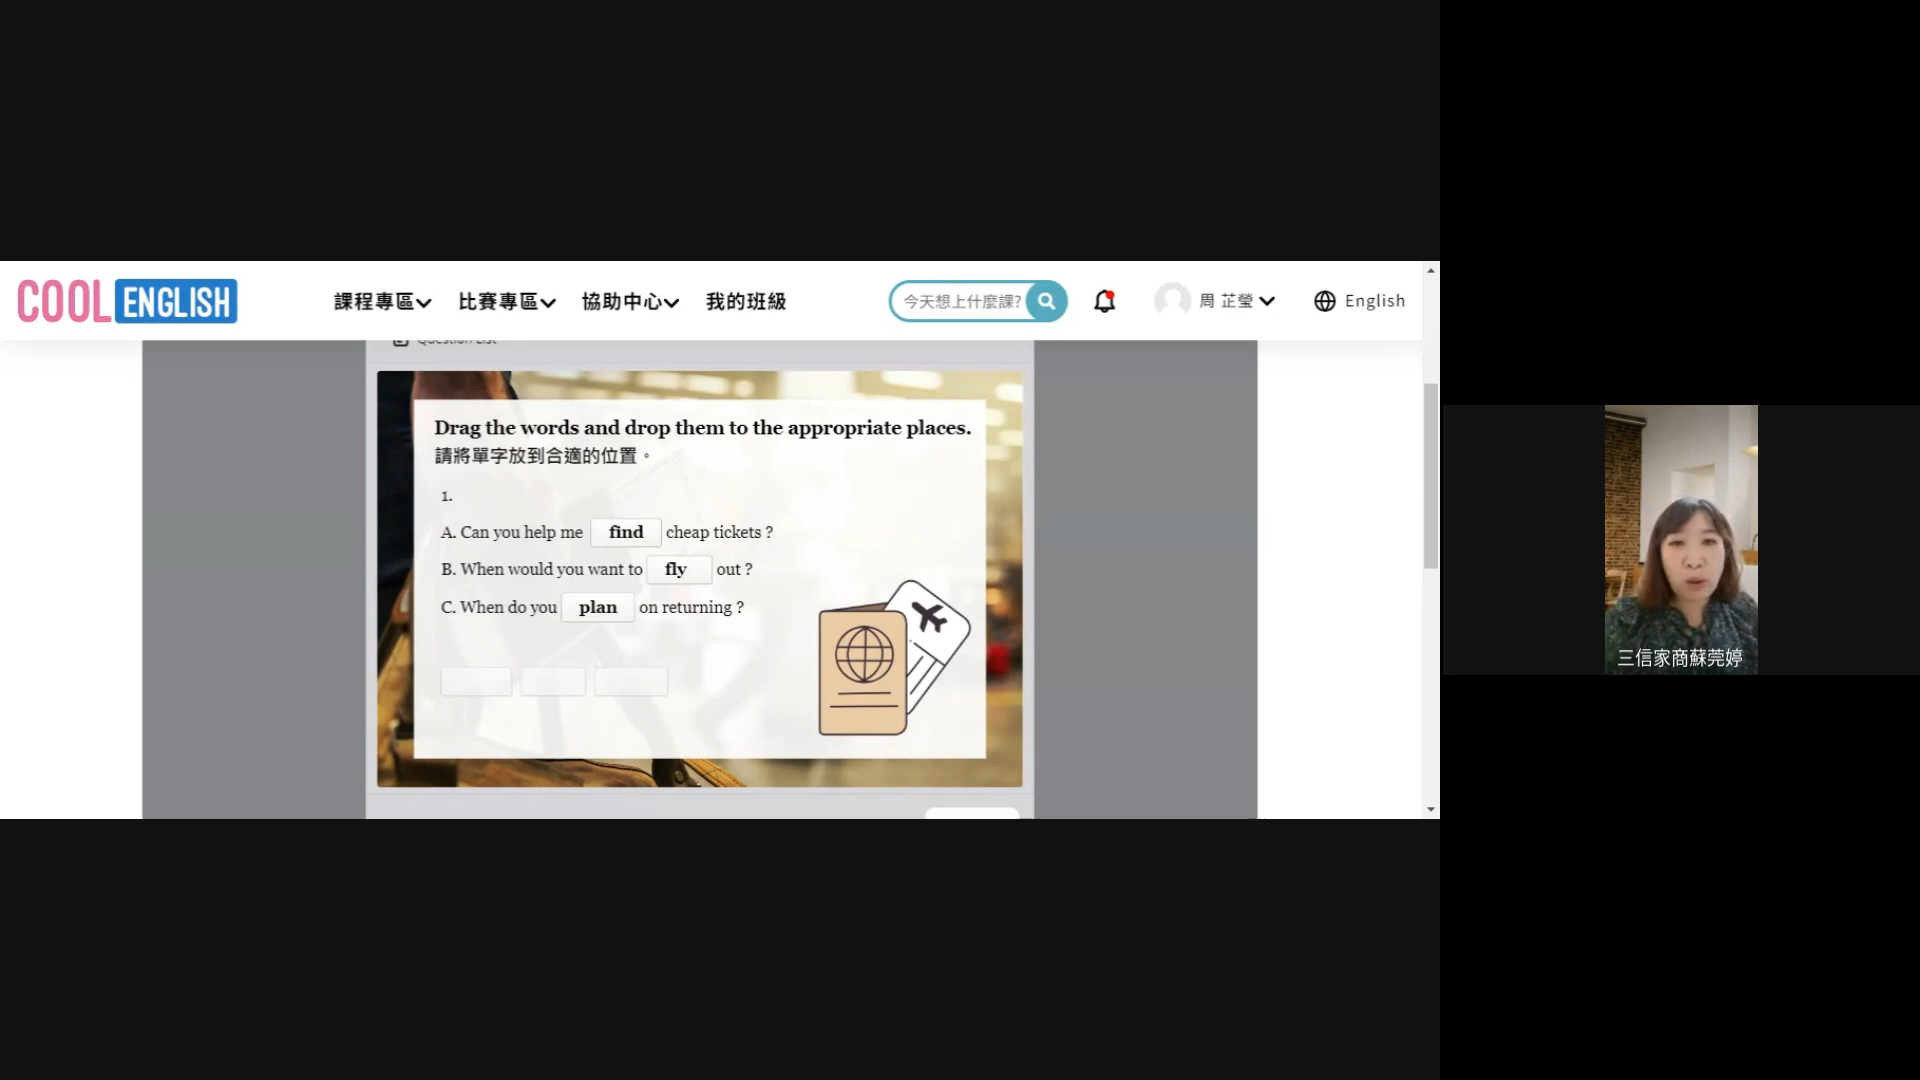 COOL ENGLISH
課程專區 比賽專區 協助中心 我的班級 今天想上什麼課? 周 芷瑩 English
Question List
Drag the words and drop them to the appropriate places.
請將單字放到合適的位置。
1.
A. Can you help me find cheap tickets ?
B. When would you want to fly out ?
C. When do you plan on returning ?
三信家商蘇莞婷